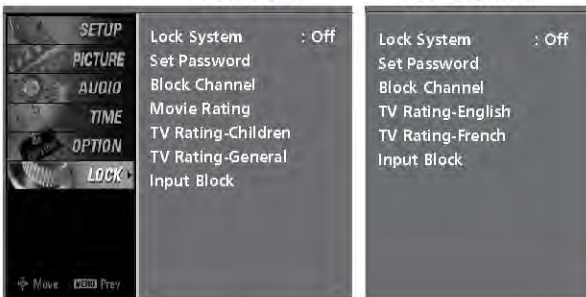 SETUP
PICTURE
AUDIO
TIME
OPTION
LOCK
Move MENU Prev
Lock System : Off
Set Password
Block Channel
Movie Rating
TV Rating-Children
TV Rating-General
Input Block
Lock System : Off
Set Password
Block Channel
TV Rating-English
TV Rating-French
Input Block